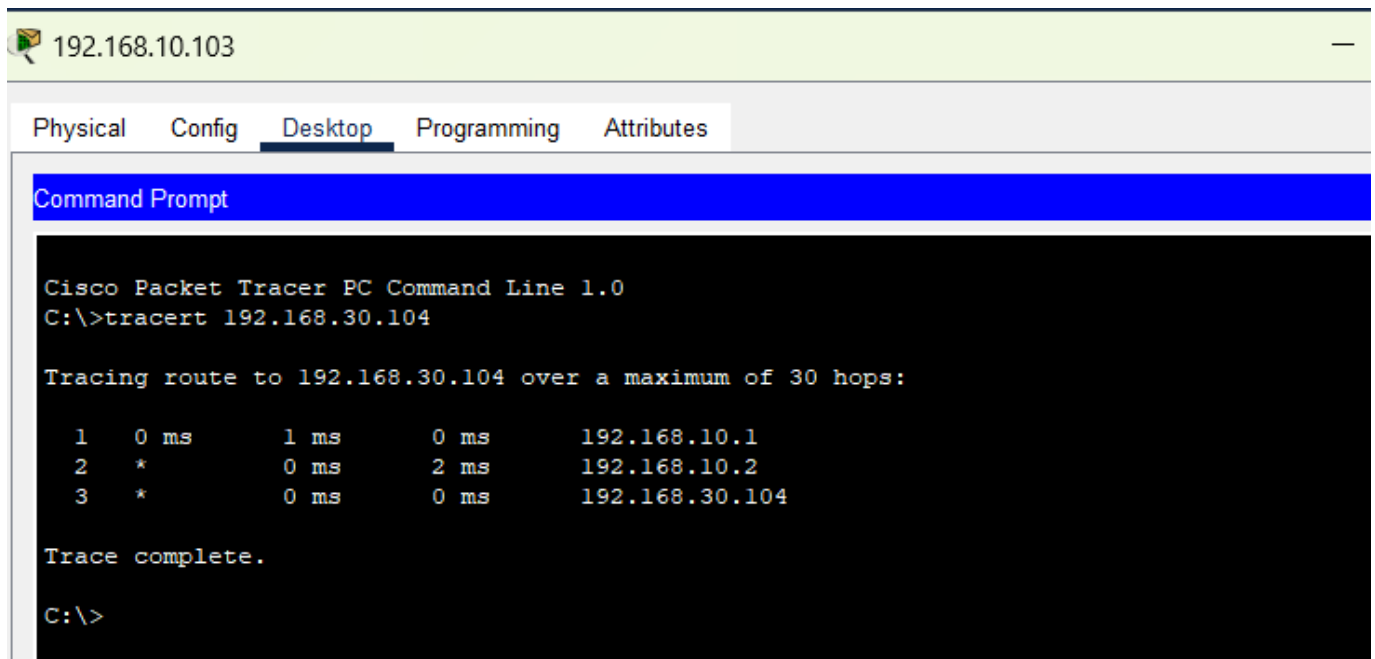 192.168.10.103
Physical Config Desktop Programming Attributes
Command Prompt
Cisco Packet Tracer PC Command Line 1.0
C:\>tracert 192.168.30.104
Tracing route to 192.168.30.104 over a maximum of 30 hops:
1 0 ms 1 ms 0 ms 192.168.10.1
2 * 0 ms 2 ms 192.168.10.2
3 * 0 ms 0 ms 192.168.30.104
Trace complete.
C:\>